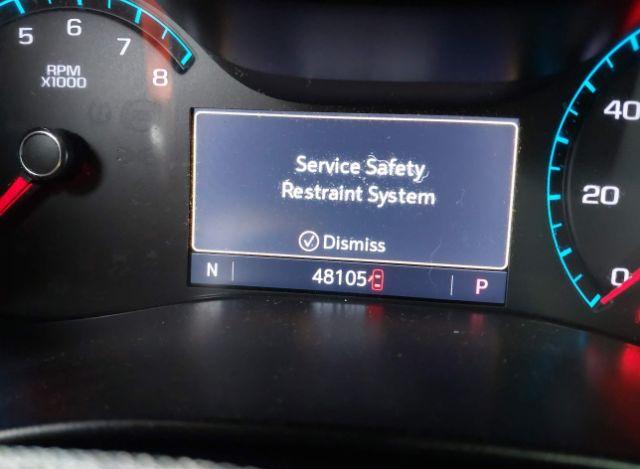 5 6 7 8
RPM
X1000
Service Safety
Restraint System
Dismiss
N 48105 P
40
20
0